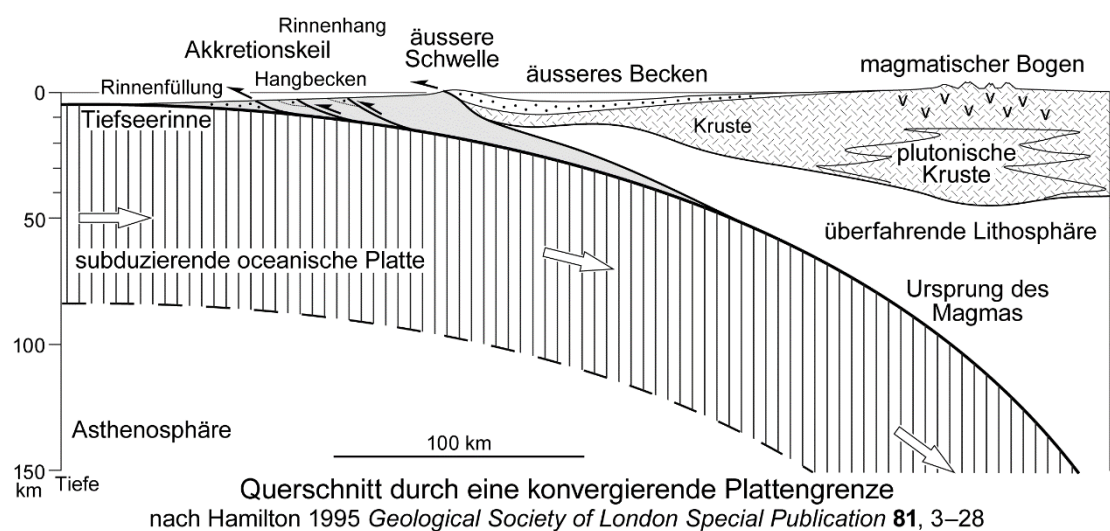 Rinnenhang
Akkretionskeil
äussere
Schwelle
Rinnenfüllung
Hangbecken
äusseres Becken
magmatischer Bogen
0
Tiefseerinne
Kruste
v v v v v v v
plutonische
Kruste
50
überfahrende Lithosphäre
subduzierende oceanische Platte
Ursprung des
Magmas
100
Asthenosphäre
100 km
150
km
Tiefe
Querschnitt durch eine konvergierende Plattengrenze
nach Hamilton 1995 Geological Society of London Special Publication 81, 3–28